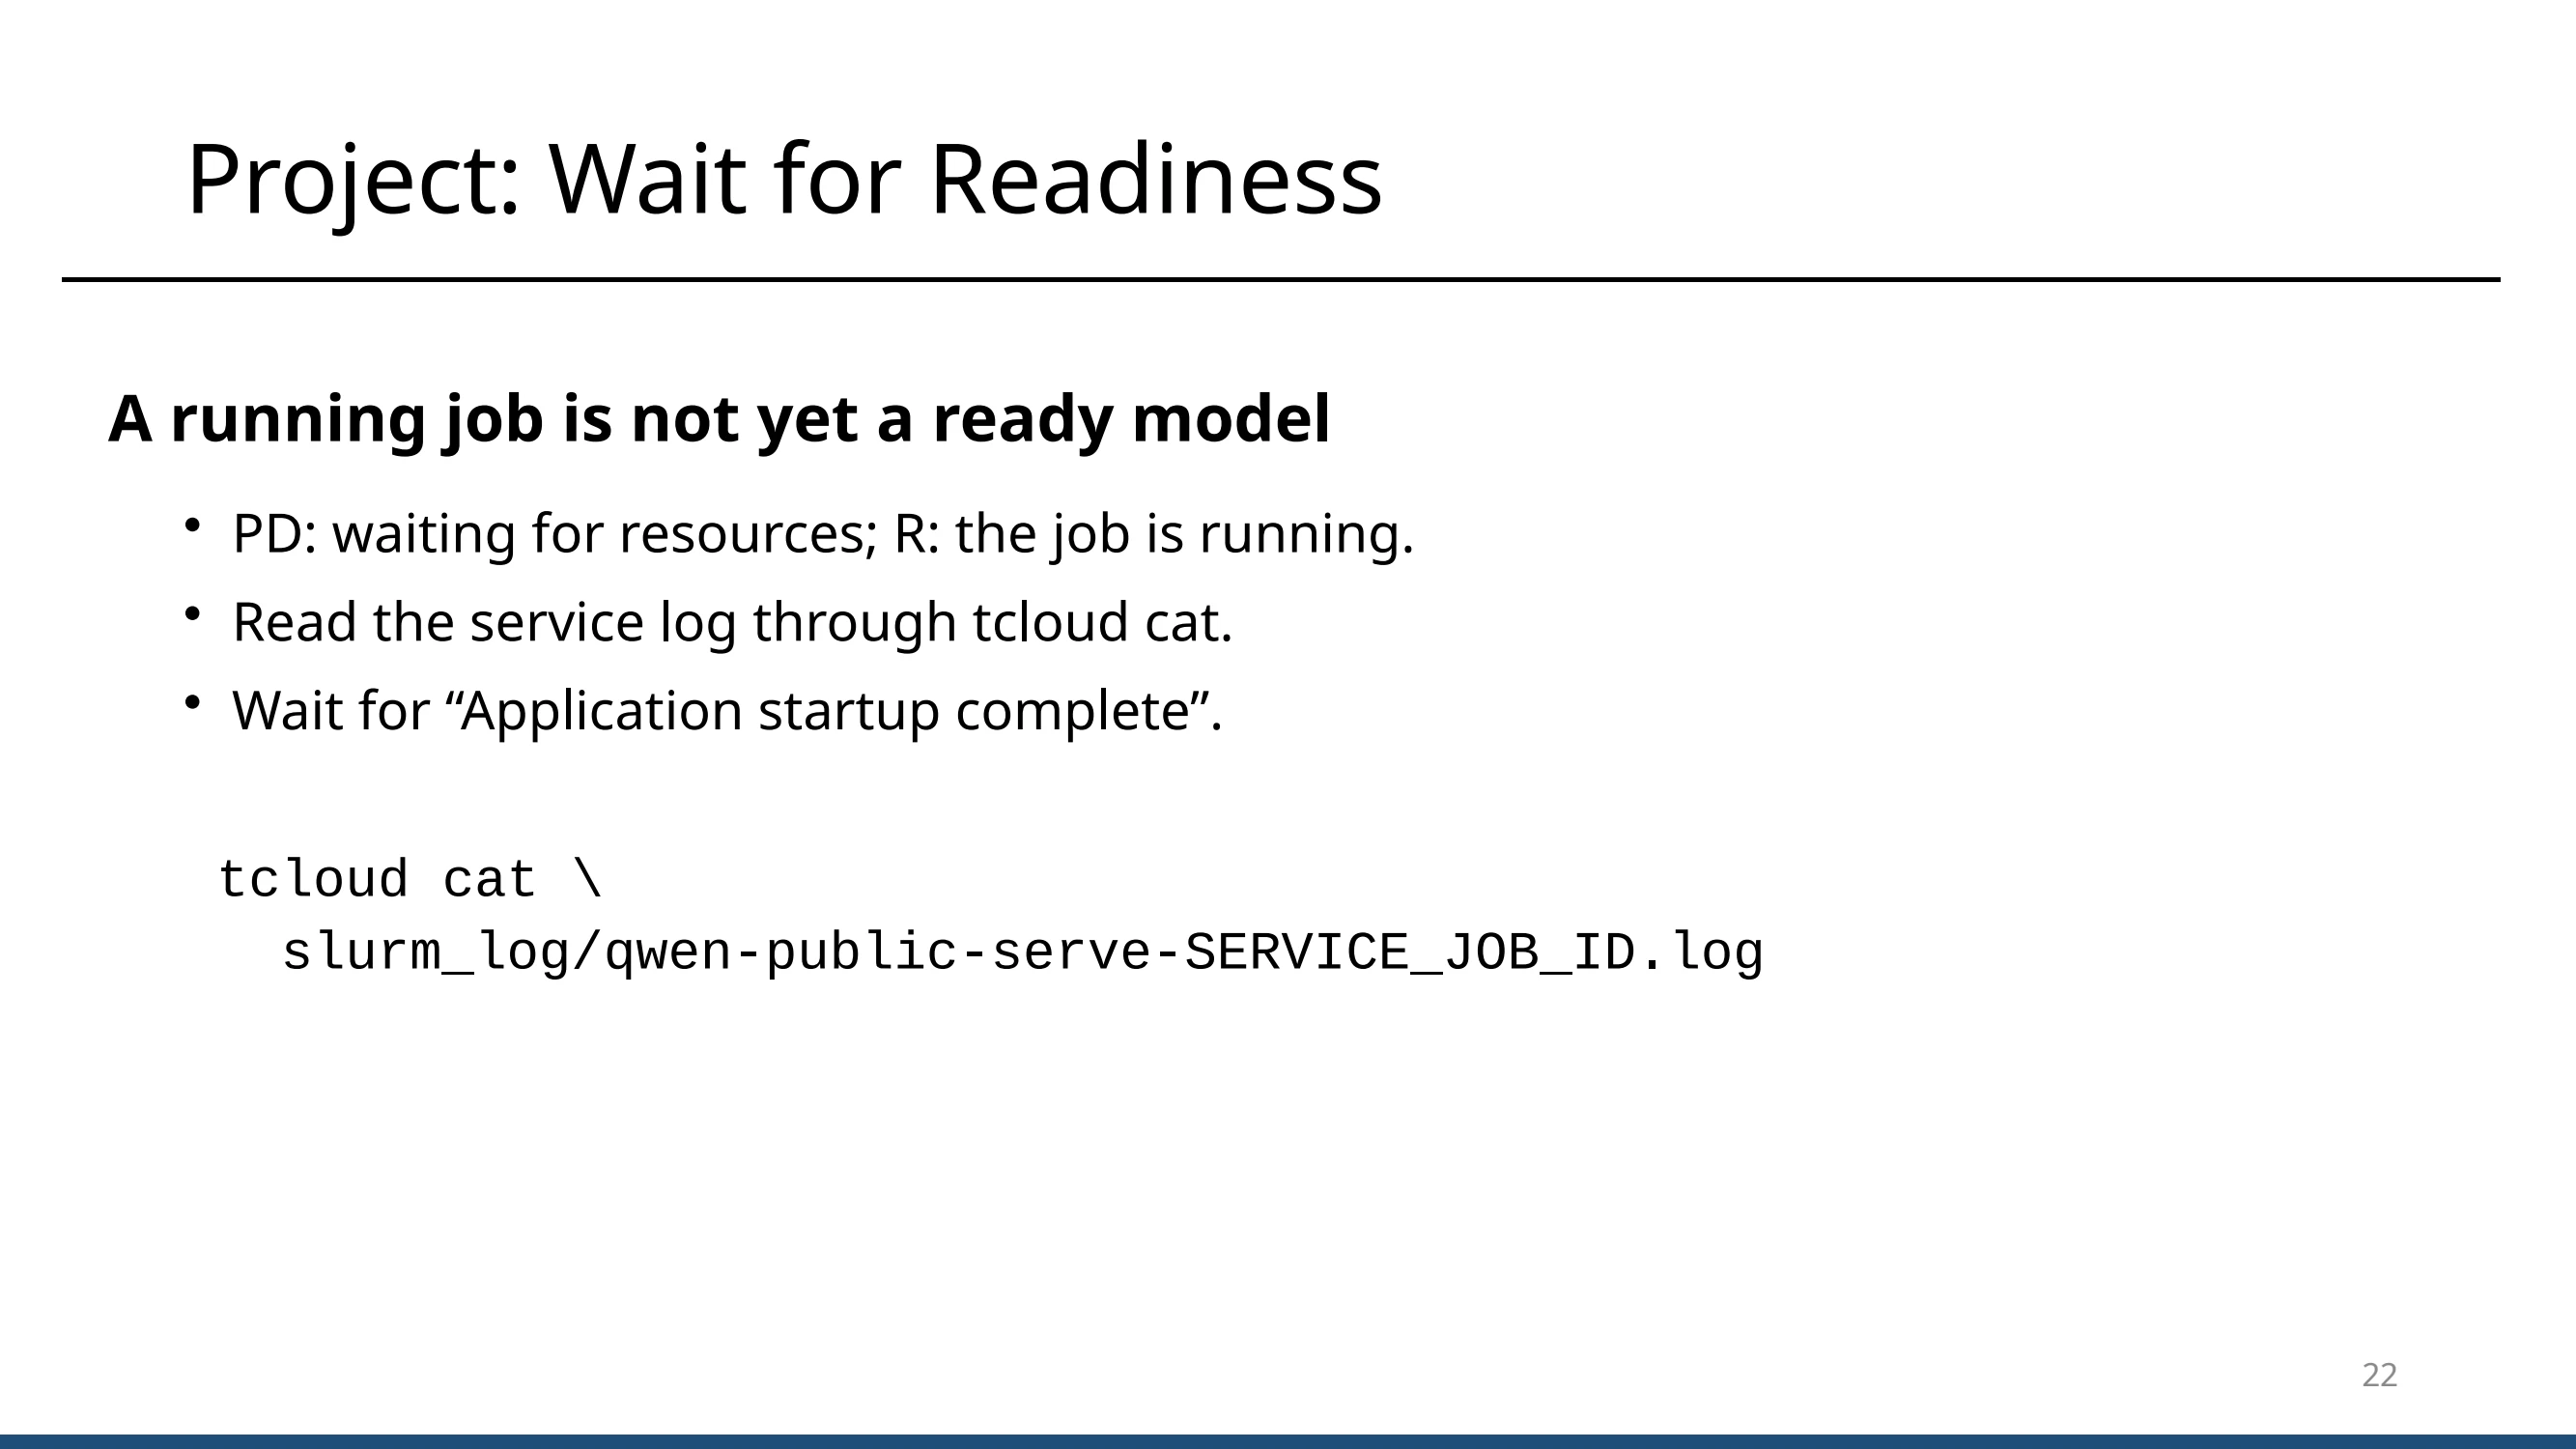 Project: Wait for Readiness
A running job is not yet a ready model
• PD: waiting for resources; R: the job is running.
• Read the service log through tcloud cat.
• Wait for “Application startup complete”.
tcloud cat \
  slurm_log/qwen-public-serve-SERVICE_JOB_ID.log
22